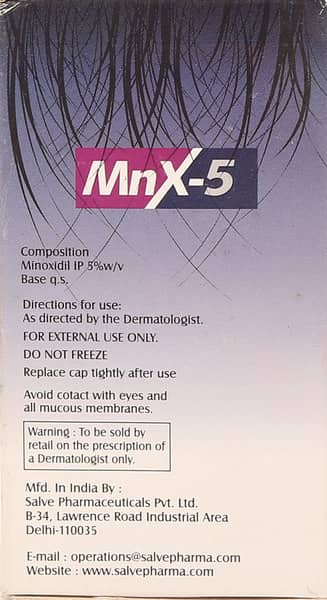 MnX-5
Composition
Minoxidil IP 5%w/v
Base q.s.
Directions for use:
As directed by the Dermatologist.
FOR EXTERNAL USE ONLY.
DO NOT FREEZE
Replace cap tightly after use
Avoid cotact with eyes and
all mucous membranes.
Warning : To be sold by
retail on the prescription of
a Dermatologist only.
Mfd. In India By :
Salve Pharmaceuticals Pvt. Ltd.
B-34, Lawrence Road Industrial Area
Delhi-110035
E-mail : operations@salvepharma.com
Website : www.salvepharma.com